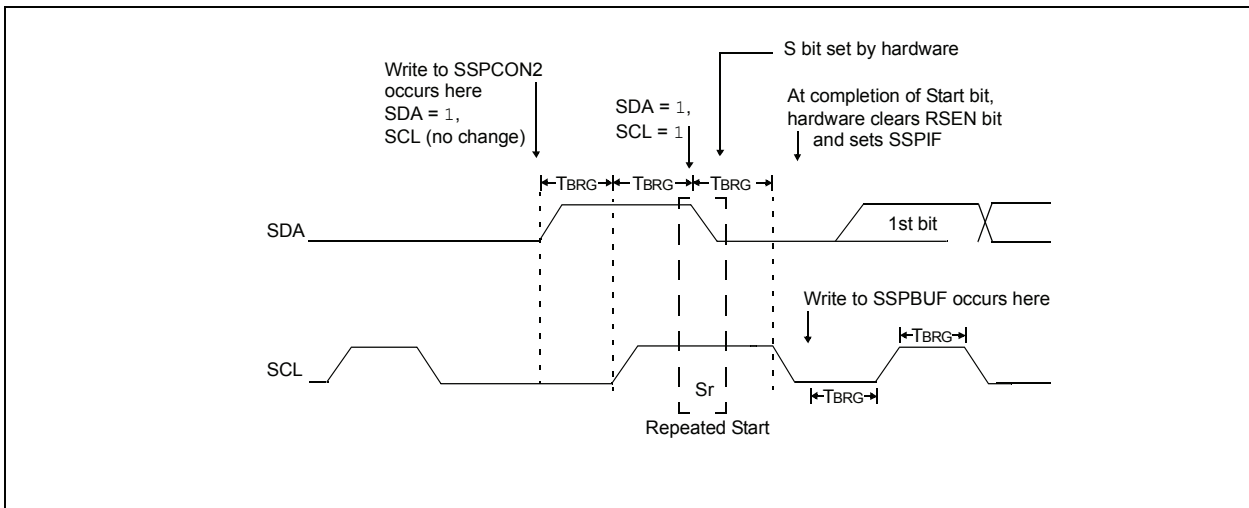 S bit set by hardware
Write to SSPCON2
occurs here
SDA = 1,
SCL (no change)
SDA = 1,
SCL = 1
At completion of Start bit,
hardware clears RSEN bit
and sets SSPIF
TBRG
TBRG
TBRG
SDA
1st bit
Write to SSPBUF occurs here
TBRG
SCL
Sr
TBRG
Repeated Start